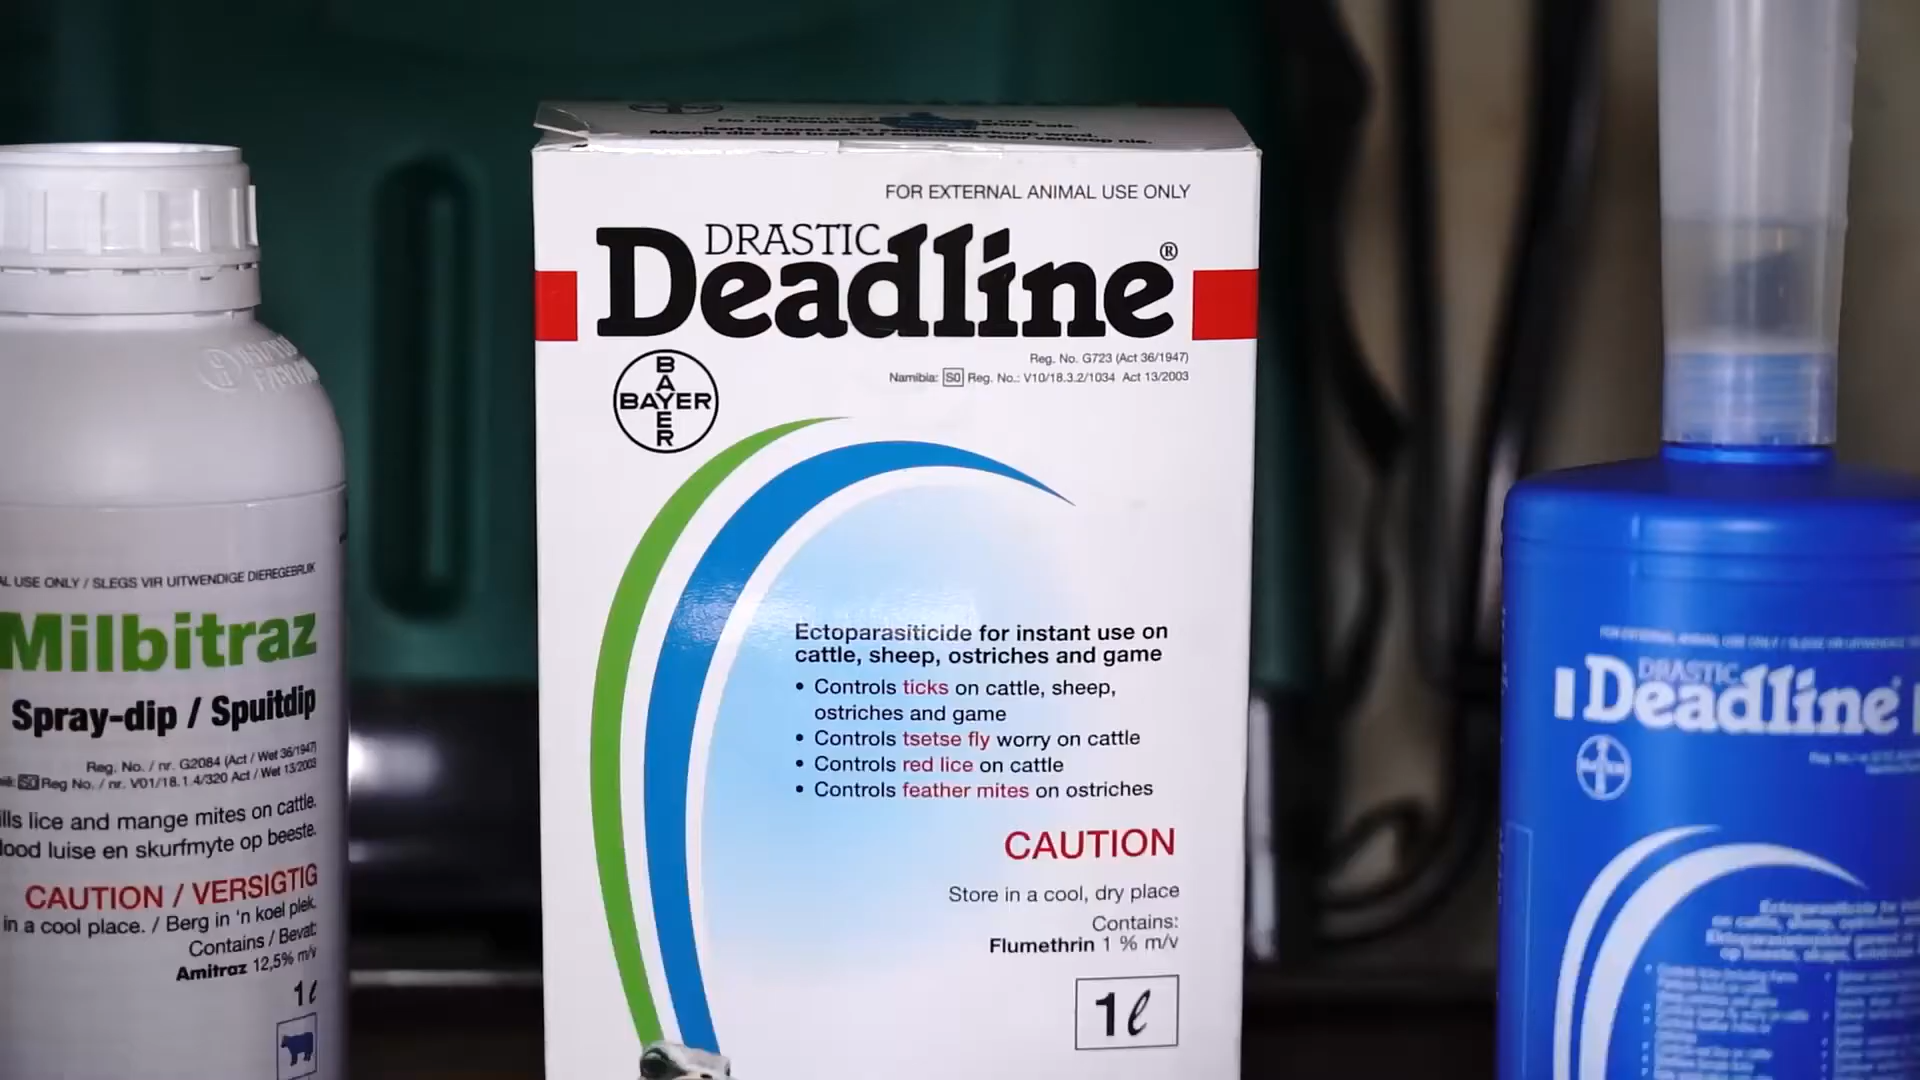 AL USE ONLY / SLEGS VIR UITWENDIGE DIEREGEBRUIK
Milbitraz
Spray-dip / Spuitdip
Reg. No. / nr. G2084 (Act / Wet 36/1947)
S0 Reg No. / nr. V01/18.1.4/320 Act / Wet 13/2003
lls lice and mange mites on cattle.
ood luise en skurfmyte op beeste.
CAUTION / VERSIGTIG
in a cool place. / Berg in 'n koel plek.
Contains / Bevat:
Amitraz 12,5% m/v
1ℓ
FOR EXTERNAL ANIMAL USE ONLY
DRASTIC
Deadline®
Reg. No. G723 (Act 36/1947)
Namibia: S0 Reg. No.: V10/18.3.2/1034 Act 13/2003
BAYER
BAYER
Ectoparasiticide for instant use on
cattle, sheep, ostriches and game
• Controls ticks on cattle, sheep,
ostriches and game
• Controls tsetse fly worry on cattle
• Controls red lice on cattle
• Controls feather mites on ostriches
CAUTION
Store in a cool, dry place
Contains:
Flumethrin 1 % m/v
1ℓ
DRASTIC
Deadline